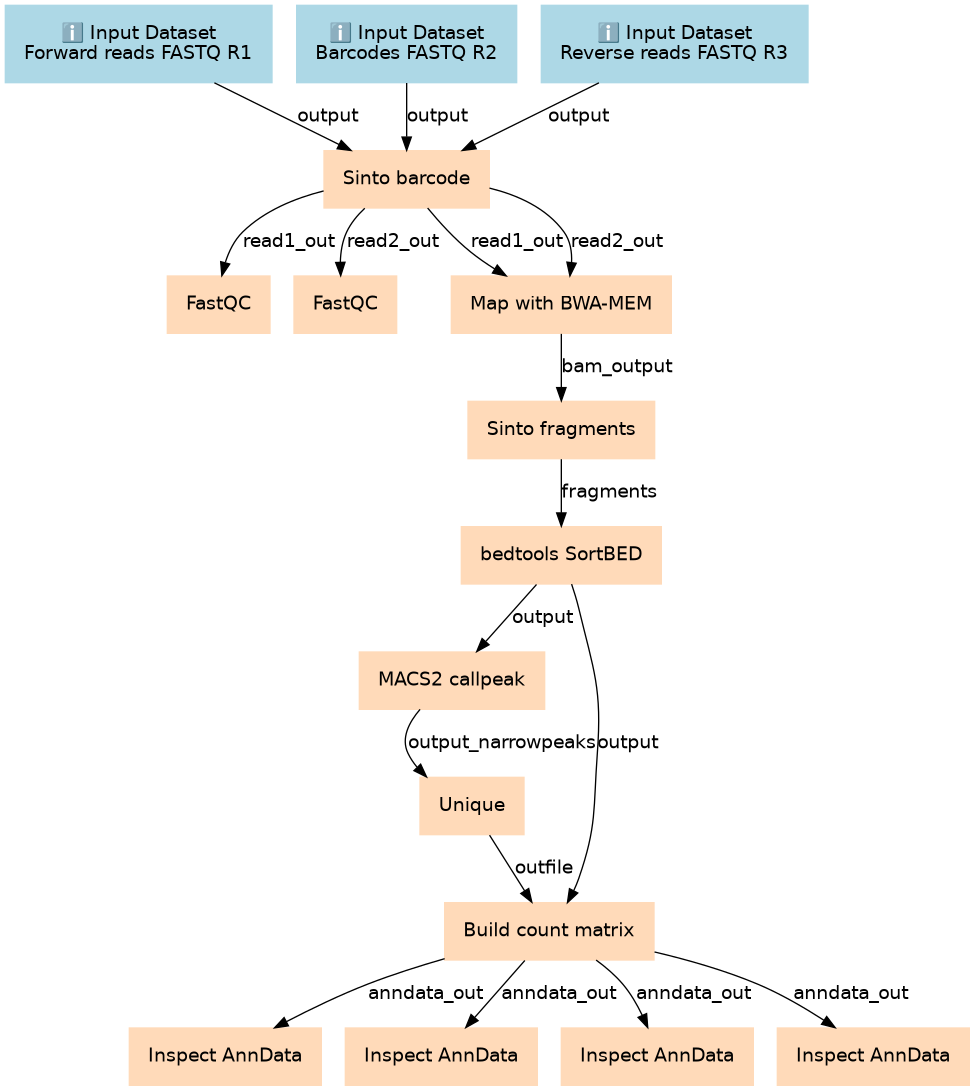 ℹ️ Input Dataset
Forward reads FASTQ R1
ℹ️ Input Dataset
Barcodes FASTQ R2
ℹ️ Input Dataset
Reverse reads FASTQ R3
output
output
output
Sinto barcode
read1_out
read2_out
read1_out
read2_out
FastQC
FastQC
Map with BWA-MEM
bam_output
Sinto fragments
fragments
bedtools SortBED
output
MACS2 callpeak
output_narrowpeaks
output
Unique
outfile
Build count matrix
anndata_out
anndata_out
anndata_out
anndata_out
Inspect AnnData
Inspect AnnData
Inspect AnnData
Inspect AnnData